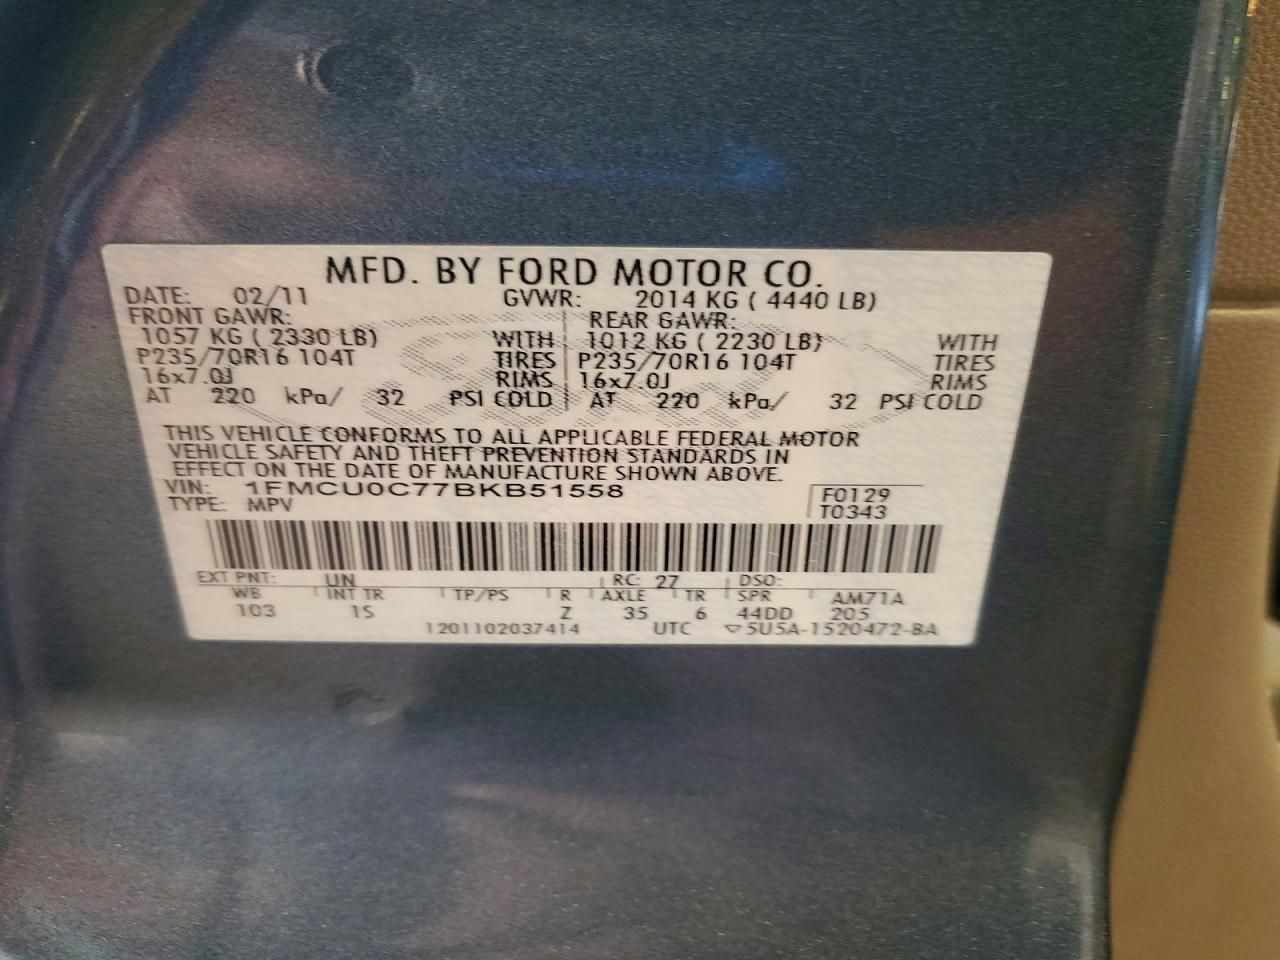 MFD. BY FORD MOTOR CO.
DATE: 02/11 GVWR: 2014 KG ( 4440 LB)
FRONT GAWR: REAR GAWR:
1057 KG ( 2330 LB) WITH 1012 KG ( 2230 LB) WITH
P235/70R16 104T TIRES P235/70R16 104T TIRES
16x7.0J RIMS 16x7.0J RIMS
AT 220 kPa/ 32 PSI COLD AT 220 kPa/ 32 PSI COLD
THIS VEHICLE CONFORMS TO ALL APPLICABLE FEDERAL MOTOR
VEHICLE SAFETY AND THEFT PREVENTION STANDARDS IN
EFFECT ON THE DATE OF MANUFACTURE SHOWN ABOVE.
VIN: 1FMCU0C77BKB51558 F0129
TYPE: MPV T0343
EXT PNT: UN RC: 27 DSO:
WB INT TR TP/PS R AXLE TR SPR AM71A
103 1S Z 35 6 44DD 205
1201102037414 UTC ▽5U5A-1520472-BA